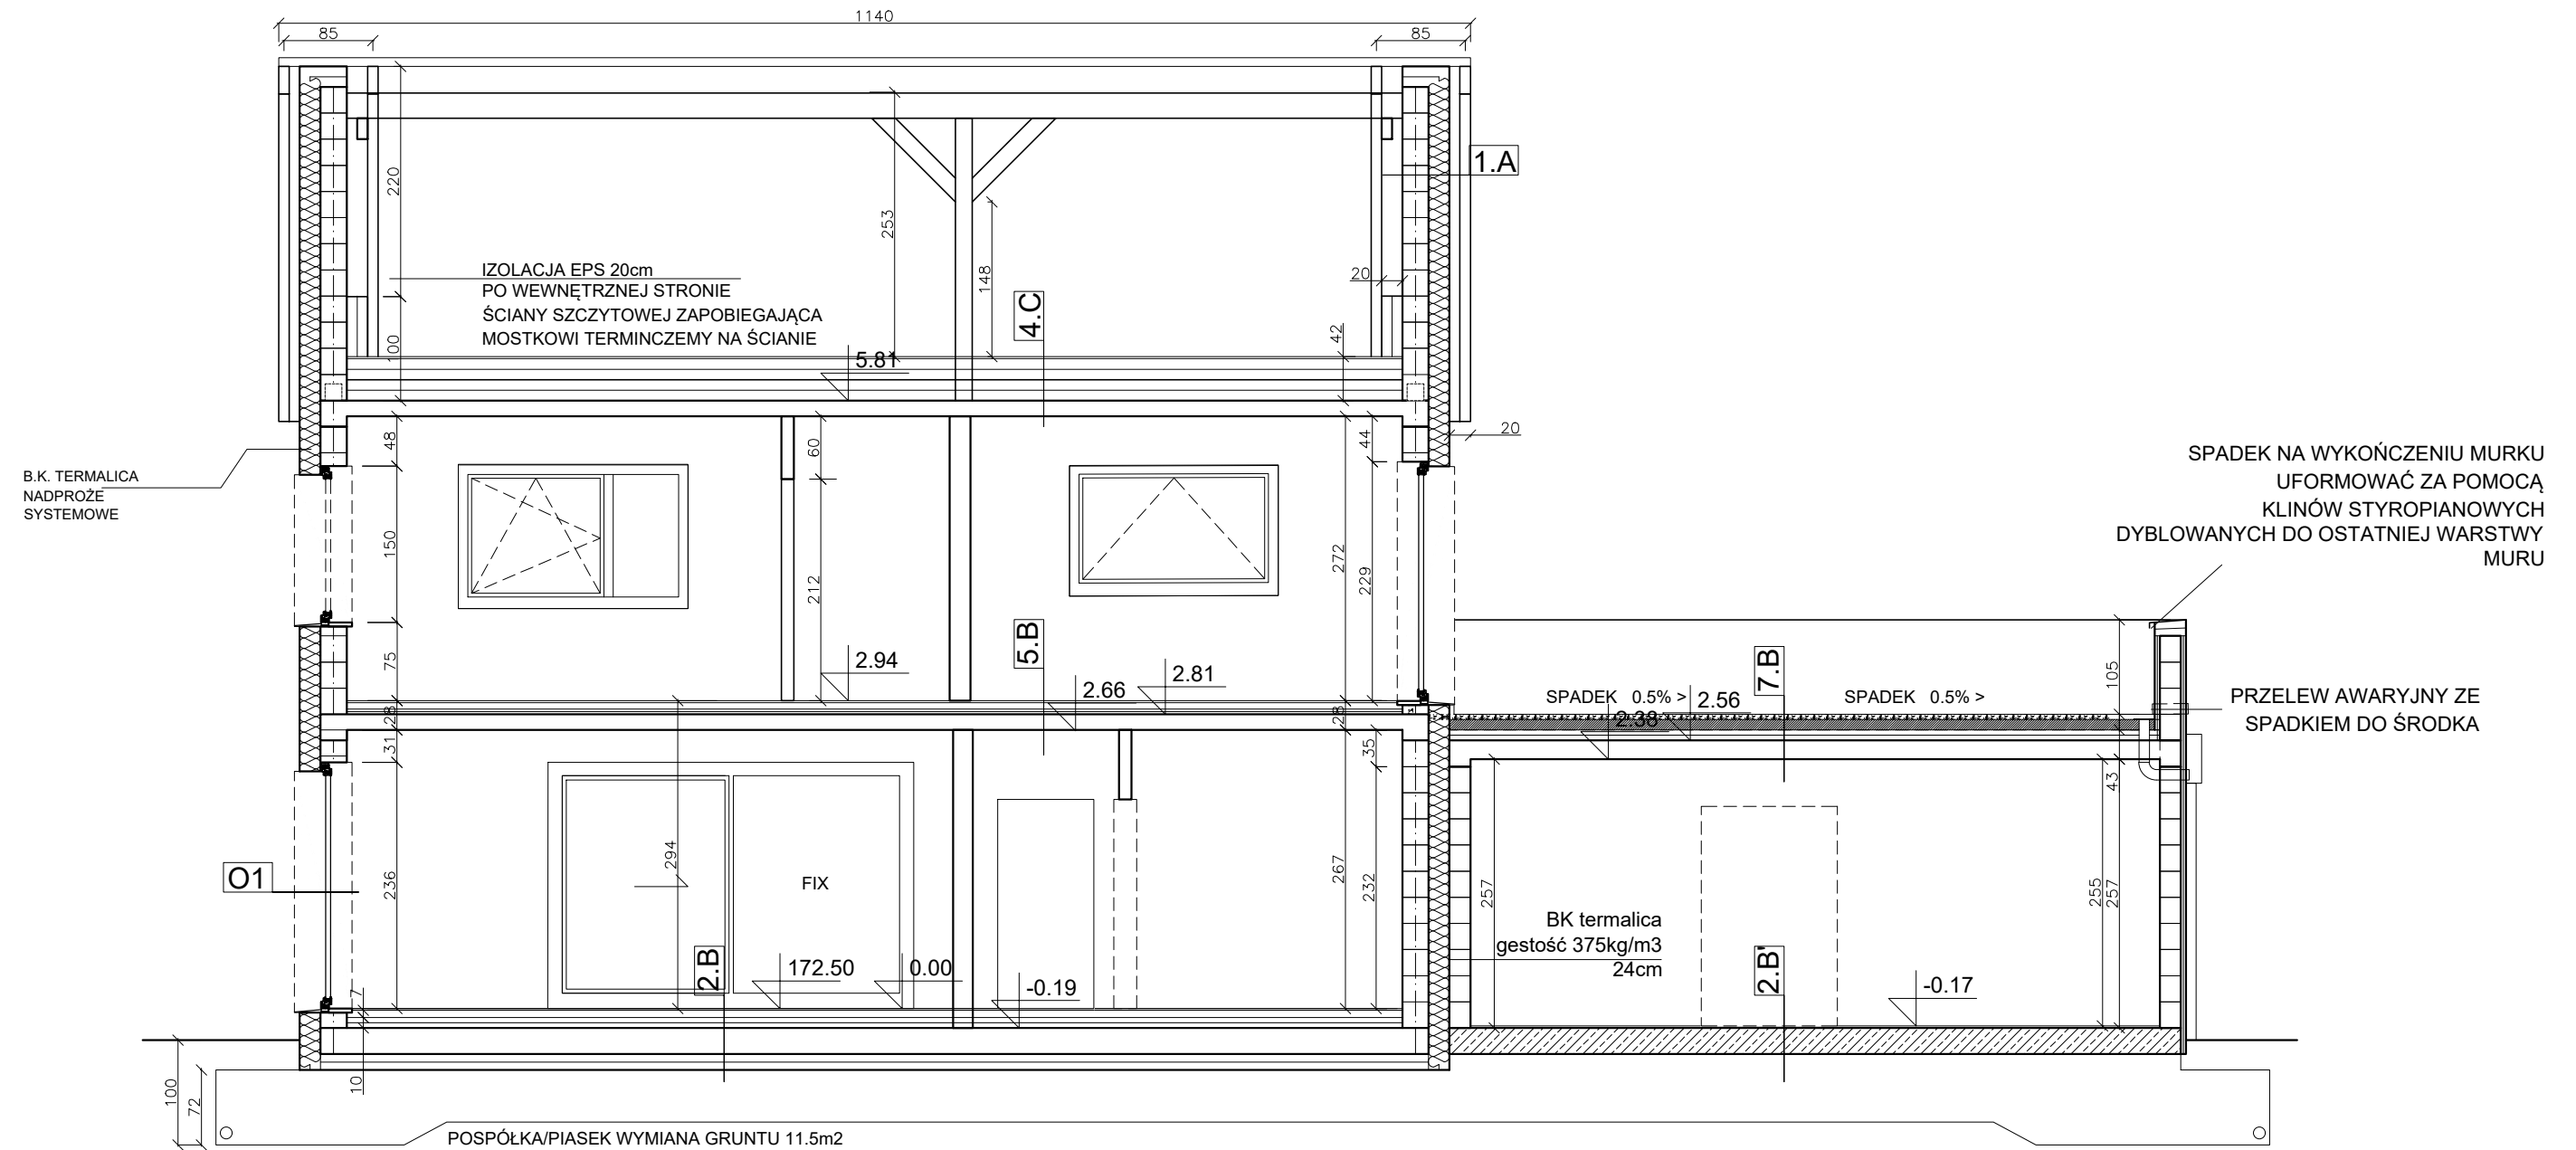 1140
85
85
1.A
220
253
148
20
IZOLACJA EPS 20cm
PO WEWNĘTRZNEJ STRONIE
ŚCIANY SZCZYTOWEJ ZAPOBIEGAJĄCA
MOSTKOWI TERMINCZEMY NA ŚCIANIE
4.C
100
42
5.81
48
60
44
20
B.K. TERMALICA
NADPROŻE
SYSTEMOWE
SPADEK NA WYKOŃCZENIU MURKU
UFORMOWAĆ ZA POMOCĄ
KLINÓW STYROPIANOWYCH
DYBLOWANYCH DO OSTATNIEJ WARSTWY
MURU
150
212
272
229
75
2.94
5.B
2.66
2.81
7.B
105
SPADEK 0.5% >
2.56
SPADEK 0.5% >
PRZELEW AWARYJNY ZE
SPADKIEM DO ŚRODKA
28
28
2.38
31
35
43
O1
236
294
FIX
267
232
257
255
257
BK termalica
gestość 375kg/m3
24cm
2.B
172.50
0.00
-0.19
2.B'
-0.17
7
10
100
72
POSPÓŁKA/PIASEK WYMIANA GRUNTU 11.5m2